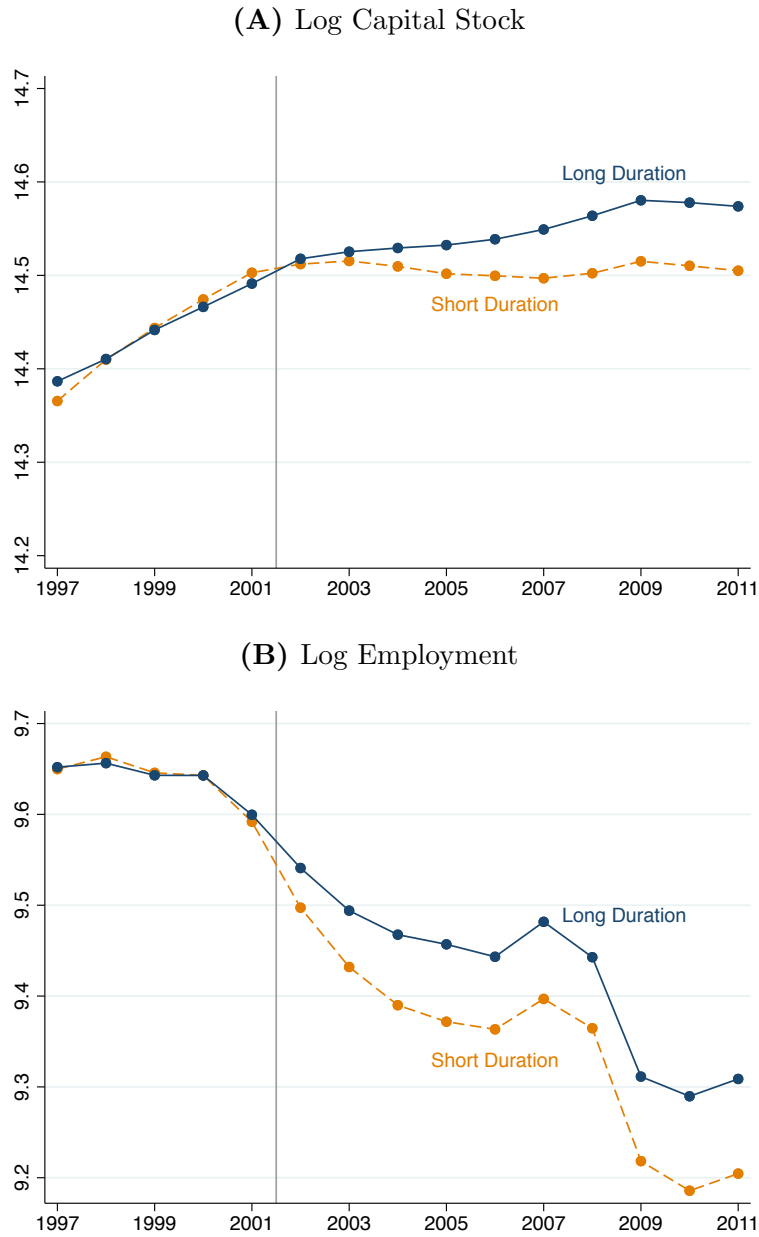 (A) Log Capital Stock
14.7
14.6
14.5
14.4
14.3
14.2
Long Duration
Short Duration
1997 1999 2001 2003 2005 2007 2009 2011
(B) Log Employment
9.7
9.6
9.5
9.4
9.3
9.2
Long Duration
Short Duration
1997 1999 2001 2003 2005 2007 2009 2011